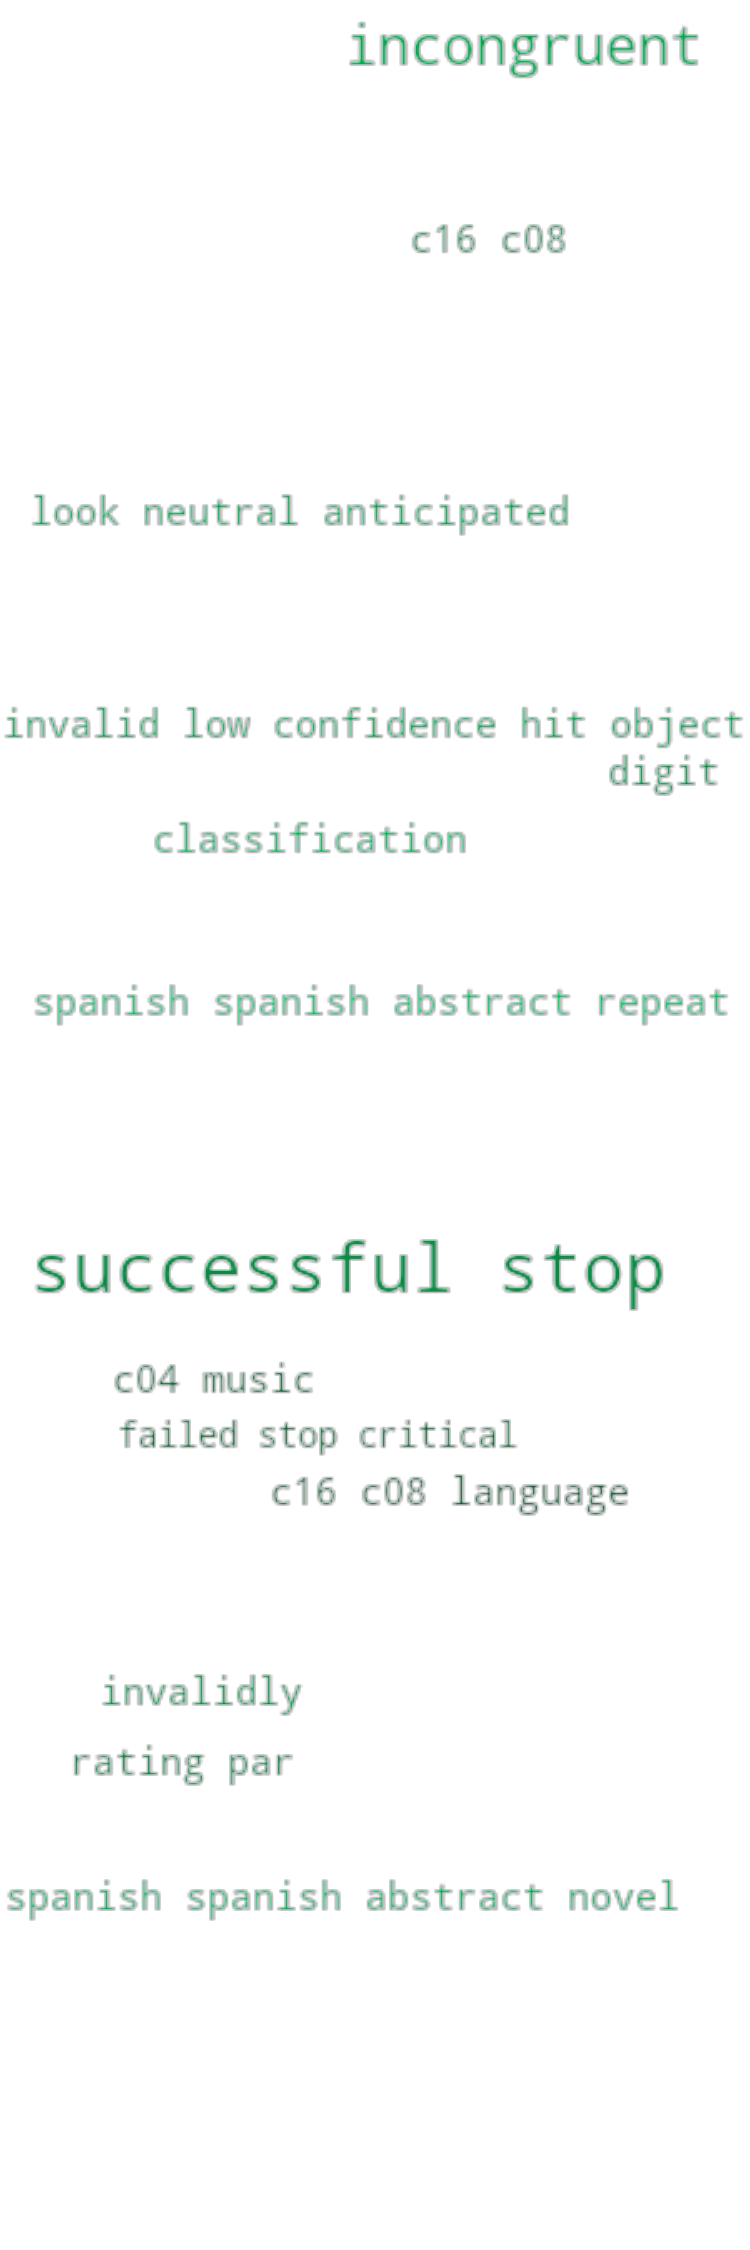 incongruent
c16 c08
look neutral anticipated
invalid low confidence hit object
digit
classification
spanish spanish abstract repeat
successful stop
c04 music
failed stop critical
c16 c08 language
invalidly
rating par
spanish spanish abstract novel